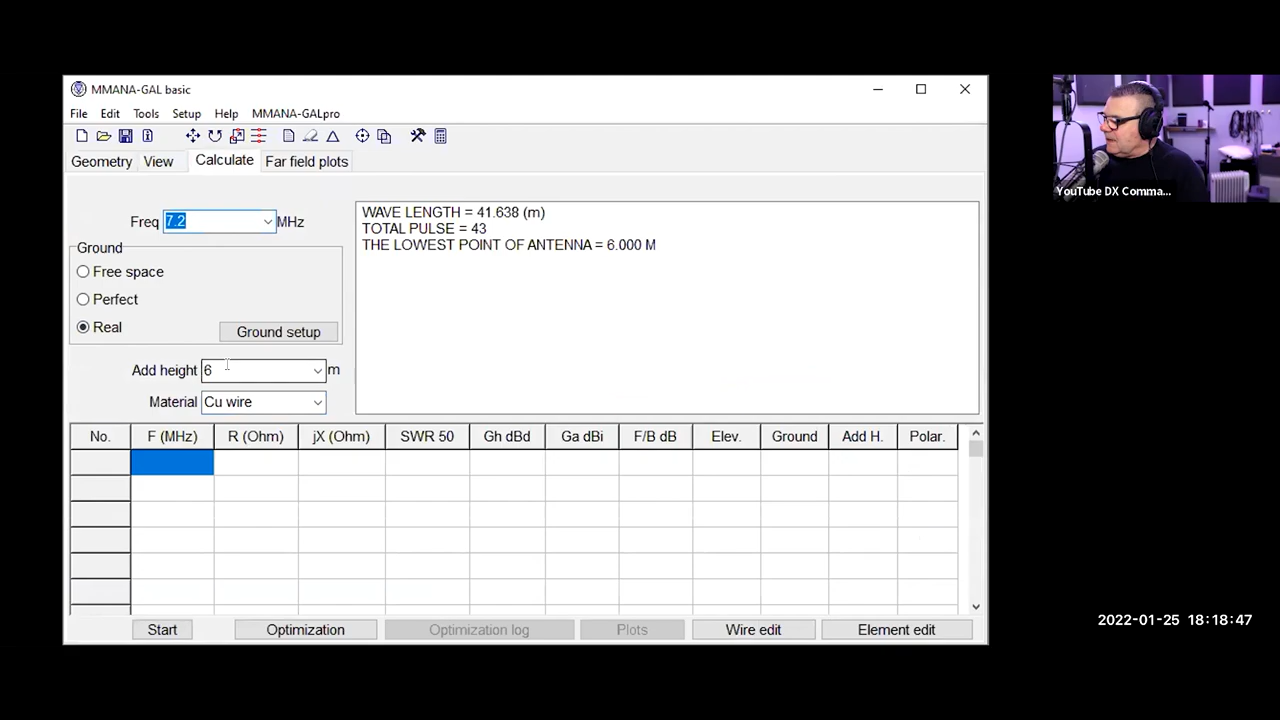 MMANA-GAL basic
File Edit Tools Setup Help MMANA-GALpro
Geometry View Calculate Far field plots
Freq 7.2 MHz
WAVE LENGTH = 41.638 (m)
TOTAL PULSE = 43
THE LOWEST POINT OF ANTENNA = 6.000 M
Ground
Free space
Perfect
Real
Ground setup
Add height 6 m
Material Cu wire
No. F (MHz) R (Ohm) jX (Ohm) SWR 50 Gh dBd Ga dBi F/B dB Elev. Ground Add H. Polar.
Start Optimization Optimization log Plots Wire edit Element edit
YouTube DX Comma...
2022-01-25 18:18:47